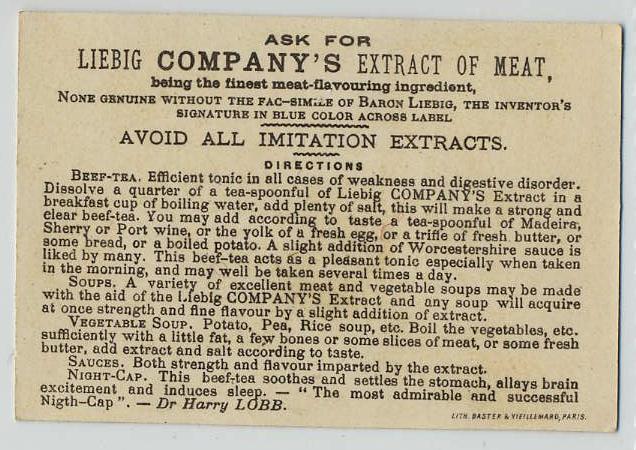 ASK FOR
LIEBIG COMPANY'S EXTRACT OF MEAT,
being the finest meat-flavouring ingredient,
NONE GENUINE WITHOUT THE FAC-SIMILE OF BARON LIEBIG, THE INVENTOR'S
SIGNATURE IN BLUE COLOR ACROSS LABEL
AVOID ALL IMITATION EXTRACTS.
DIRECTIONS
BEEF-TEA. Efficient tonic in all cases of weakness and digestive disorder.
Dissolve a quarter of a tea-spoonful of Liebig COMPANY'S Extract in a
breakfast cup of boiling water, add plenty of salt, this will make a strong and
clear beef-tea. You may add according to taste a tea-spoonful of Madeira,
Sherry or Port wine, or the yolk of a fresh egg, or a trifle of fresh butter, or
some bread, or a boiled potato. A slight addition of Worcestershire sauce is
liked by many. This beef-tea acts as a pleasant tonic especially when taken
in the morning, and may well be taken several times a day.
SOUPS. A variety of excellent meat and vegetable soups may be made
with the aid of the Liebig COMPANY'S Extract and any soup will acquire
at once strength and fine flavour by a slight addition of extract.
VEGETABLE SOUP. Potato, Pea, Rice soup, etc. Boil the vegetables, etc.
sufficiently with a little fat, a few bones or some slices of meat, or some fresh
butter, add extract and salt according to taste.
SAUCES. Both strength and flavour imparted by the extract.
NIGHT-CAP. This beef-tea soothes and settles the stomach, allays brain
excitement and induces sleep. — "The most admirable and successful
Nigth-Cap". — Dr Harry LOBB.
LITH. DASTER & VIEILLEMARD, PARIS.